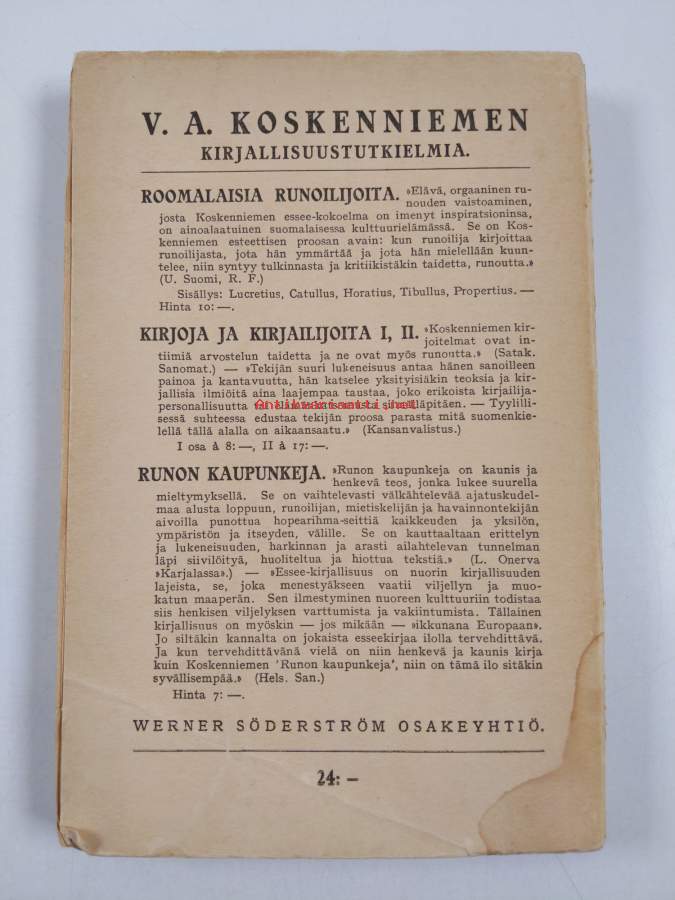 V. A. KOSKENNIEMEN
KIRJALLISUUSTUTKIELMIA.
ROOMALAISIA RUNOILIJOITA. »Elävä, orgaaninen ru-
nouden vaistoaminen,
josta Koskenniemen essee-kokoelma on imenyt inspiratsioninsa,
on ainoalaatuinen suomalaisessa kulttuurielämässä. Se on Kos-
kenniemen esteettisen proosan avain: kun runoilija kirjoittaa
runoilijasta, jota hän ymmärtää ja jota hän mielellään kuun-
telee, niin syntyy tulkinnasta ja kritiikistäkin taidetta, runoutta.»
(U. Suomi, R. F.)
Sisällys: Lucretius, Catullus, Horatius, Tibullus, Propertius. —
Hinta 10: —.
KIRJOJA JA KIRJAILIJOITA I, II. »Koskenniemen kir-
joitelmat ovat in-
tiimiä arvostelun taidetta ja ne ovat myös runoutta.» (Satak.
Sanomat.) — »Tekijän suuri lukeneisuus antaa hänen sanoilleen
painoa ja kantavuutta, hän katselee yksityisiäkin teoksia ja kir-
jallisia ilmiöitä aina laajempaa taustaa, joko erikoista kirjailija-
personallisuutta silmälläpitäen. — Tyylilli-
Antikvaarisautti.net
sessä suhteessa edustaa tekijän proosa parasta mitä suomenkie-
lellä tällä alalla on aikaansaatu.» (Kansanvalistus.)
I osa à 8: —, II à 17: —.
RUNON KAUPUNKEJA. »Runon kaupunkeja on kaunis ja
henkevä teos, jonka lukee suurella
mieltymyksellä. Se on vaihtelevasti välkähtelevää ajatuskudel-
maa alusta loppuun, runoilijan, mietiskelijän ja havainnontekijän
aivoilla punottua hopearihma-seittiä kaikkeuden ja yksilön,
ympäristön ja itseyden, välille. Se on kauttaaltaan erittelyn
ja lukeneisuuden, harkinnan ja arasti ailahtelevan tunnelman
läpi siivilöityä, huoliteltua ja hiottua tekstiä.» (L. Onerva
»Karjalassa».) — »Essee-kirjallisuus on nuorin kirjallisuuden
lajeista, se, joka menestyäkseen vaatii viljellyn ja muo-
katun maaperän. Sen ilmestyminen nuoreen kulttuuriin todistaa
siis henkisen viljelyksen varttumista ja vakiintumista. Tällainen
kirjallisuus on myöskin — jos mikään — »ikkunana Europaan».
Jo siltäkin kannalta on jokaista esseekirjaa ilolla tervehdittävä.
Ja kun tervehdittävänä vielä on niin henkevä ja kaunis kirja
kuin Koskenniemen 'Runon kaupunkeja', niin on tämä ilo sitäkin
syvällisempää.» (Hels. San.)
Hinta 7: —.
WERNER SÖDERSTRÖM OSAKEYHTIÖ.
24: —